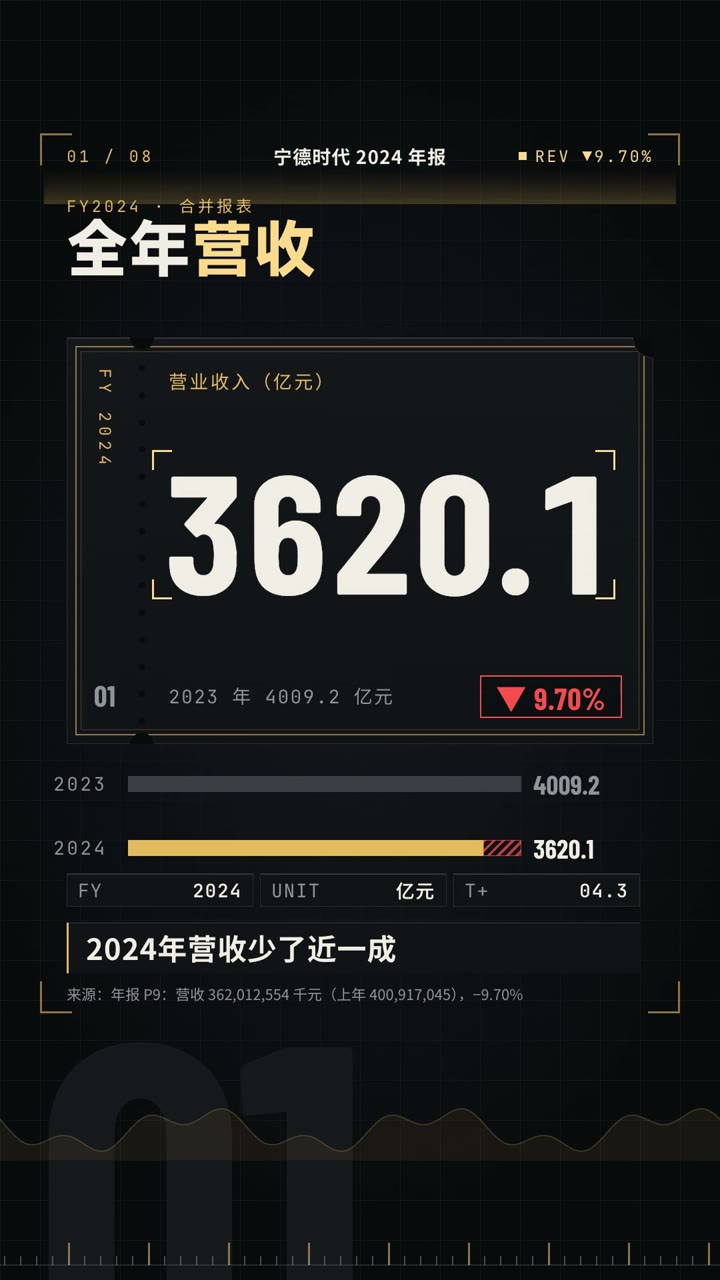 01 / 08
宁德时代 2024 年报
■ REV ▼9.70%
FY2024 · 合并报表
全年营收
FY 2024
营业收入（亿元）
3620.1
01
2023 年 4009.2 亿元
▼ 9.70%
2023
4009.2
2024
3620.1
FY 2024
UNIT 亿元
T+ 04.3
2024年营收少了近一成
来源：年报 P9：营收 362,012,554 千元（上年 400,917,045），−9.70%
01